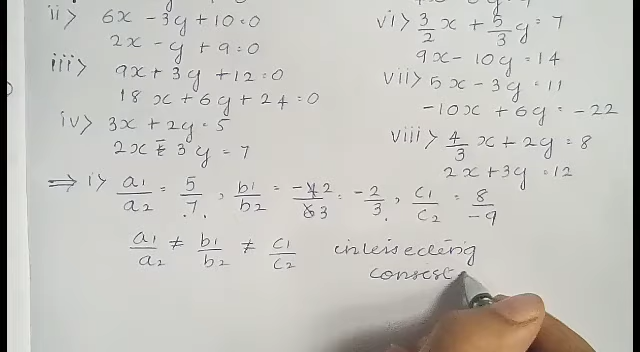 ii> 6x - 3y + 10 = 0
2x - y + 9 = 0
iii> 9x + 3y + 12 = 0
18x + 6y + 24 = 0
iv> 3x + 2y = 5
2x - 3y = 7
vi> 3/2 x + 5/3 y = 7
9x - 10y = 14
vii> 5x - 3y = 11
-10x + 6y = -22
viii> 4/3 x + 2y = 8
2x + 3y = 12
⇒ i> a1/a2 = 5/7, b1/b2 = -42/63 = -2/3, c1/c2 = 8/-9
a1/a2 ≠ b1/b2 ≠ c1/c2 intersecting